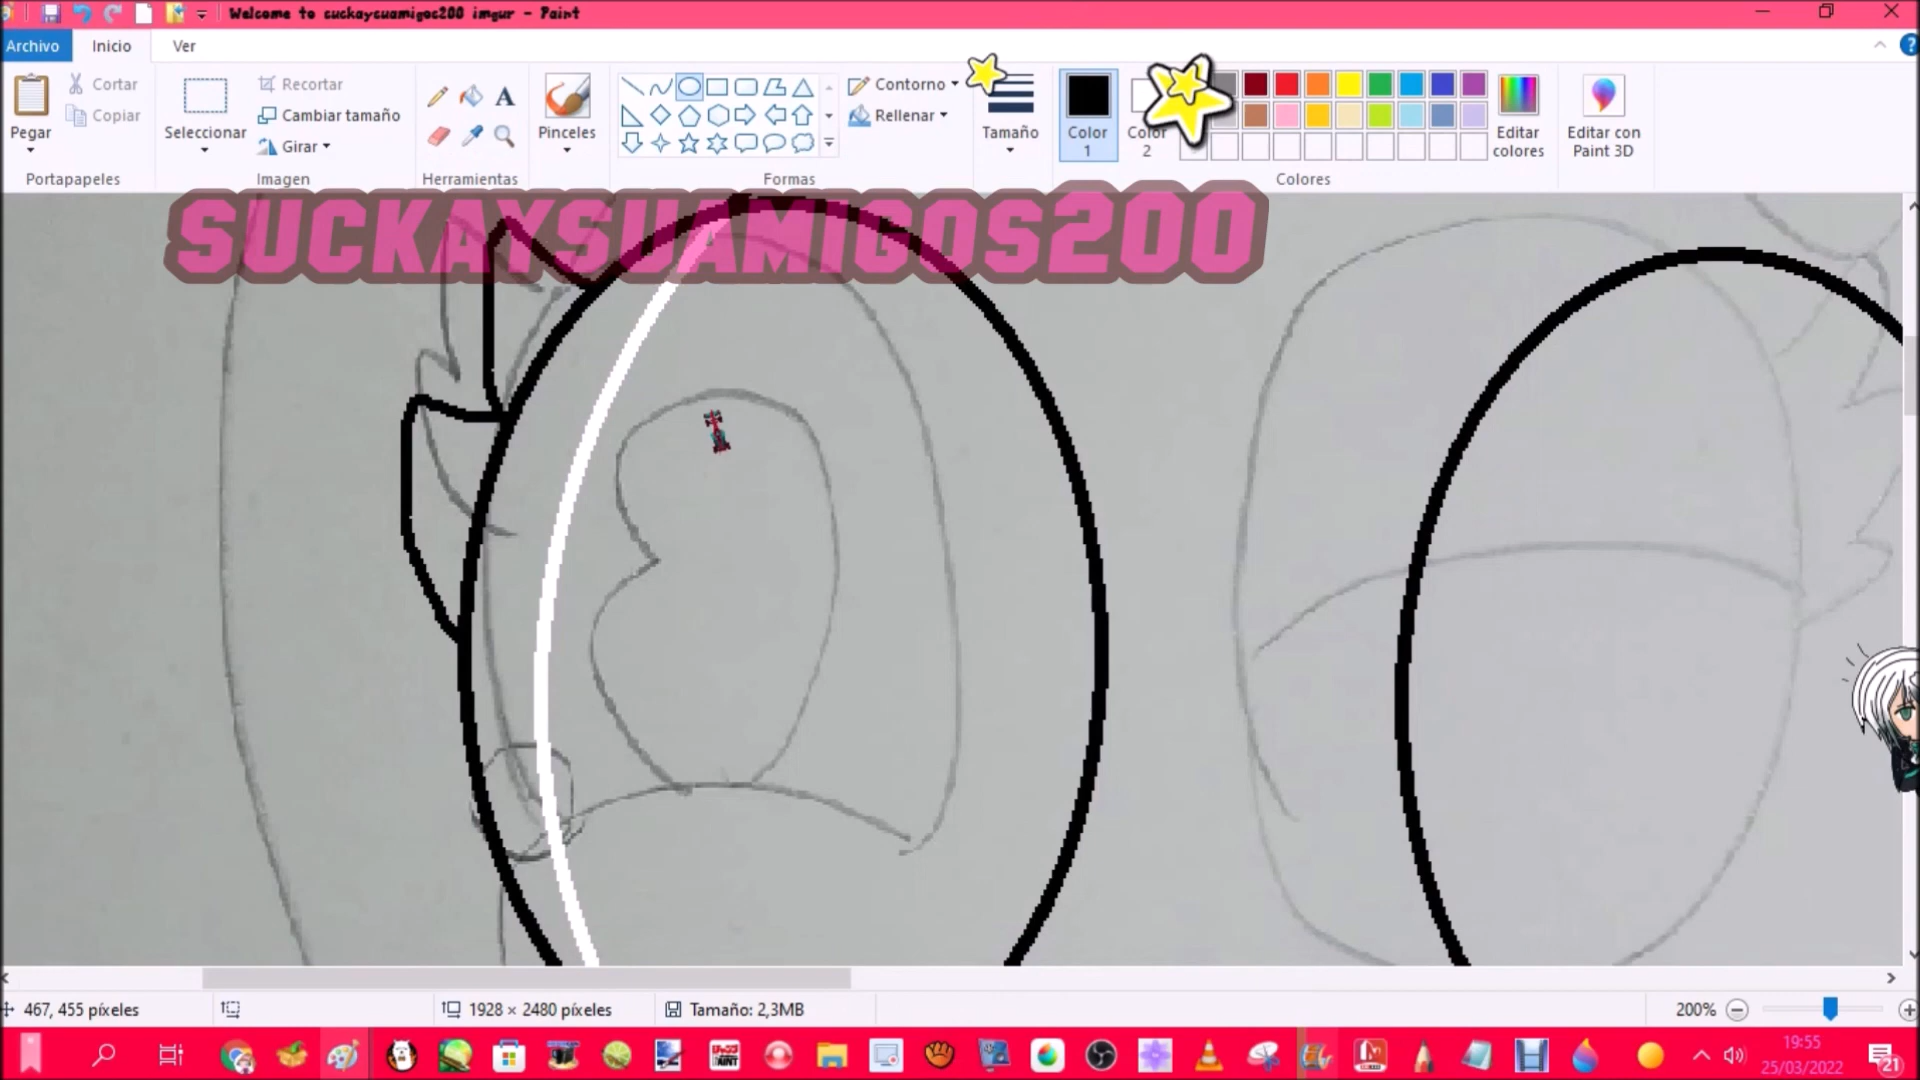 Welcome to suckaysuamigos200 imgur - Paint
Archivo Inicio Ver
Pegar
Cortar
Copiar
Portapapeles
Seleccionar
Recortar
Cambiar tamaño
Girar
Imagen
A
Herramientas
Pinceles
Formas
Contorno
Rellenar
Tamaño
Color 1
Color 2
Editar colores
Editar con Paint 3D
Colores
SUCKAYSUAMIGOS200
467, 455 píxeles
1928 × 2480 píxeles
Tamaño: 2,3MB
200%
19:55
25/03/2022
21